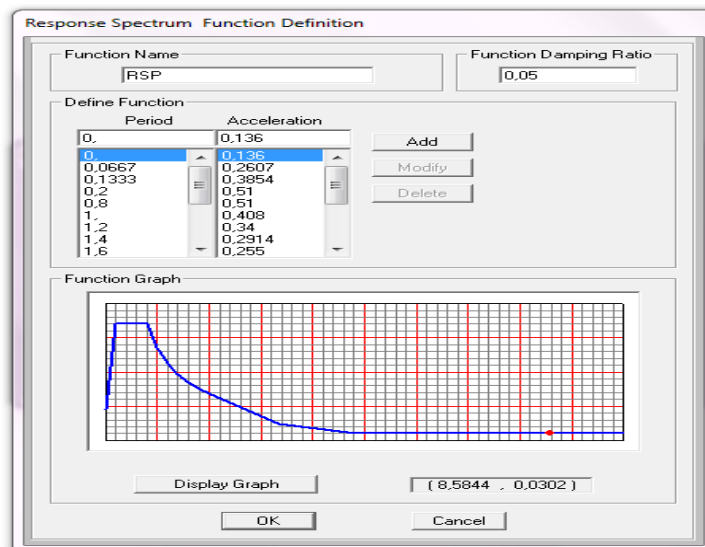 Response Spectrum Function Definition
Function Name
Function Damping Ratio
RSP
0,05
Define Function
Period Acceleration
0, 0,136
Add
0, 0,136
0,0667 0,2607
Modify
0,1333 0,3854
0,2 0,51
Delete
0,8 0,51
1, 0,408
1,2 0,34
1,4 0,2914
1,6 0,255
Function Graph
Display Graph
( 8,5844 , 0,0302 )
OK
Cancel